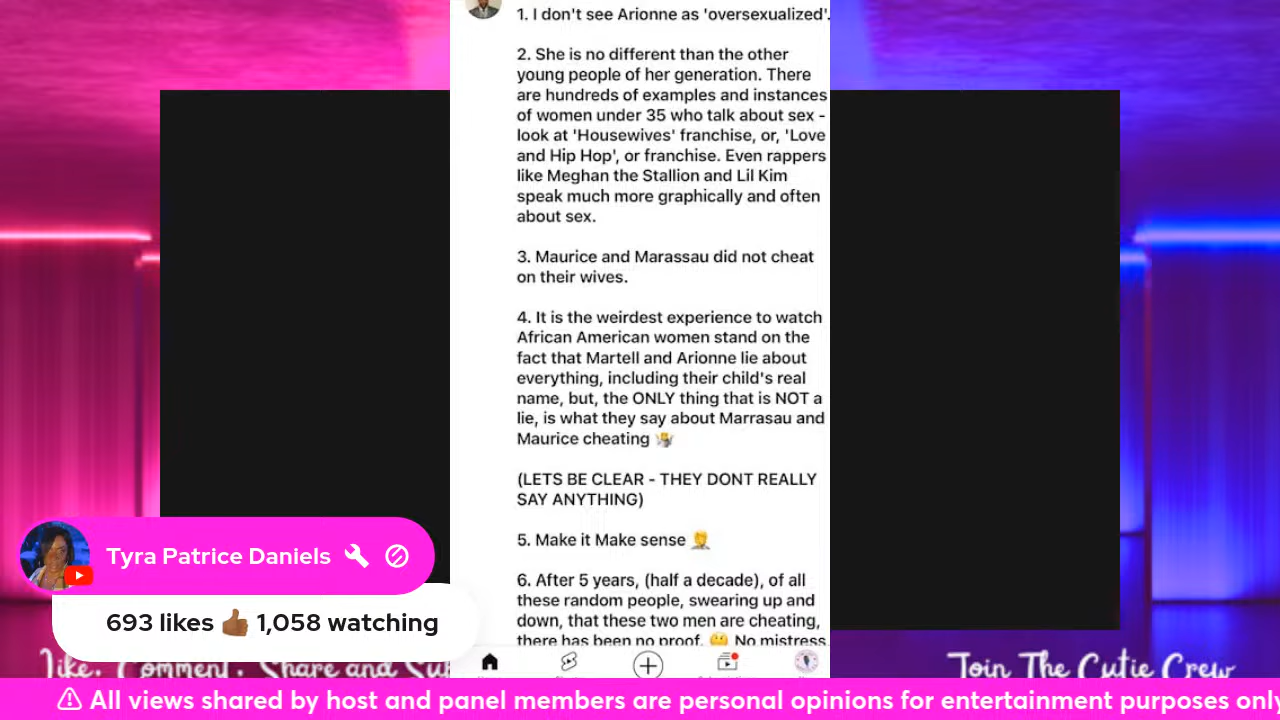 1. I don't see Arionne as 'oversexualized'.
2. She is no different than the other
young people of her generation. There
are hundreds of examples and instances
of women under 35 who talk about sex -
look at 'Housewives' franchise, or, 'Love
and Hip Hop', or franchise. Even rappers
like Meghan the Stallion and Lil Kim
speak much more graphically and often
about sex.
3. Maurice and Marassau did not cheat
on their wives.
4. It is the weirdest experience to watch
African American women stand on the
fact that Martell and Arionne lie about
everything, including their child's real
name, but, the ONLY thing that is NOT a
lie, is what they say about Marrasau and
Maurice cheating 🤷
(LETS BE CLEAR - THEY DONT REALLY
SAY ANYTHING)
5. Make it Make sense 🤦
6. After 5 years, (half a decade), of all
these random people, swearing up and
down, that these two men are cheating,
there has been no proof. 🤔 No mistress,
Tyra Patrice Daniels
693 likes 👍🏾 1,058 watching
Like. Comment. Share and Su
Join The Cutie Crew
⚠ All views shared by host and panel members are personal opinions for entertainment purposes only